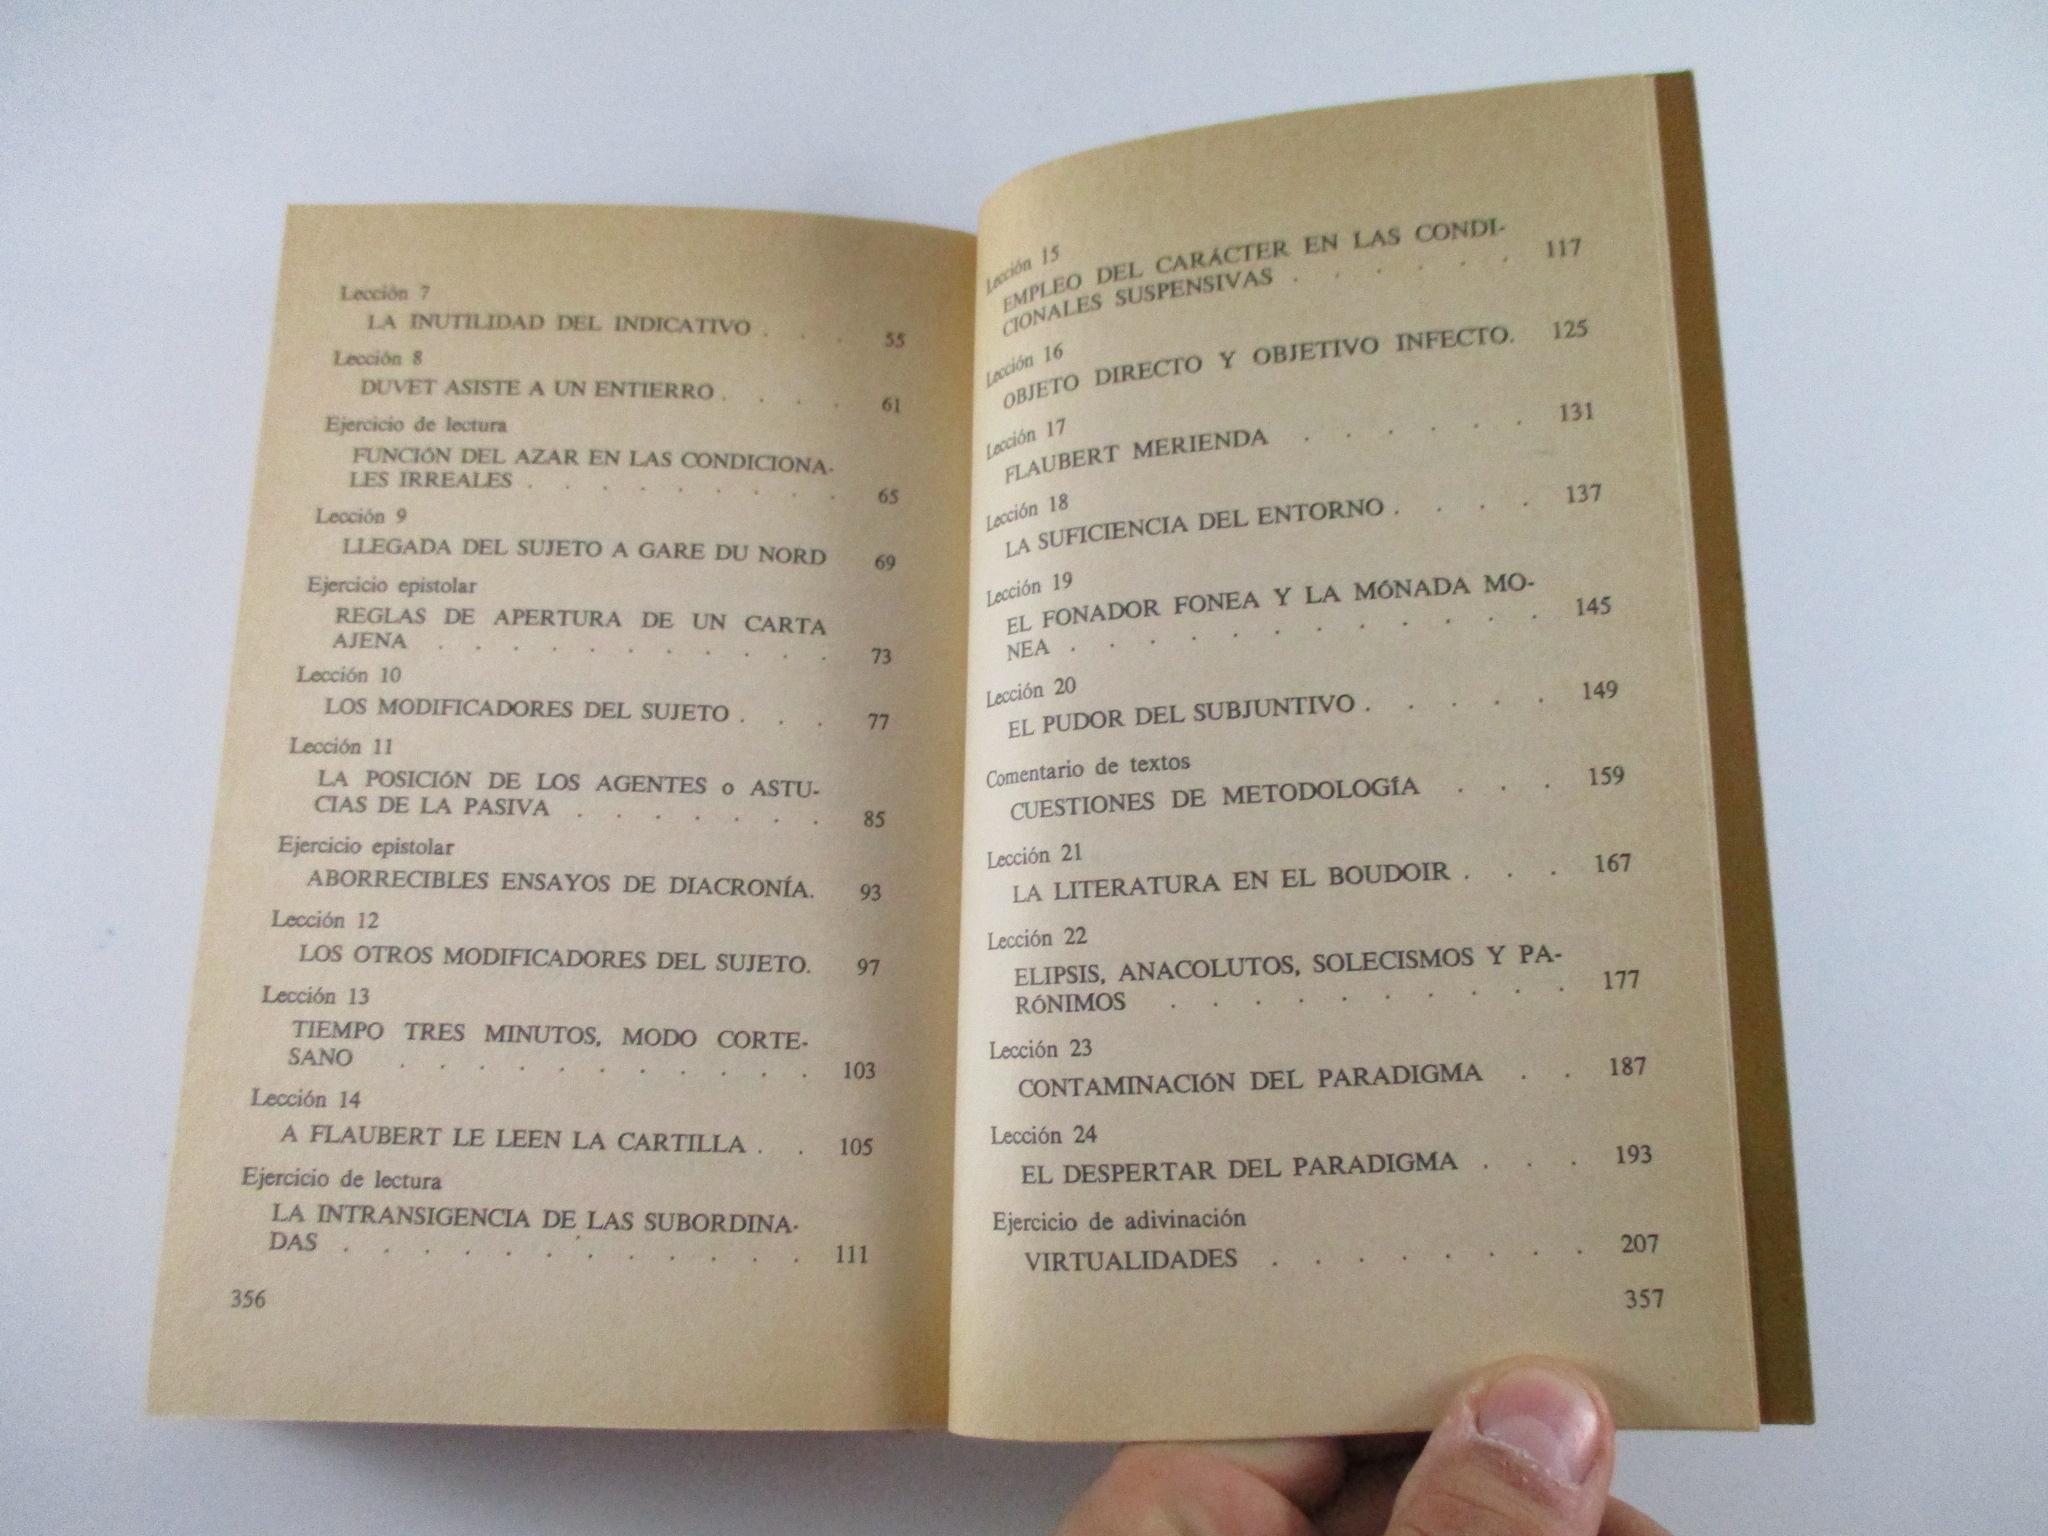 Lección 7
LA INUTILIDAD DEL INDICATIVO . . . 55
Lección 8
DUVET ASISTE A UN ENTIERRO . . . . 61
Ejercicio de lectura
FUNCIÓN DEL AZAR EN LAS CONDICIONA-
LES IRREALES . . . . . . . . . 65
Lección 9
LLEGADA DEL SUJETO A GARE DU NORD 69
Ejercicio epistolar
REGLAS DE APERTURA DE UN CARTA
AJENA . . . . . . . . . . . 73
Lección 10
LOS MODIFICADORES DEL SUJETO . . . 77
Lección 11
LA POSICIÓN DE LOS AGENTES o ASTU-
CIAS DE LA PASIVA . . . . . . . 85
Ejercicio epistolar
ABORRECIBLES ENSAYOS DE DIACRONÍA. 93
Lección 12
LOS OTROS MODIFICADORES DEL SUJETO. 97
Lección 13
TIEMPO TRES MINUTOS, MODO CORTE-
SANO . . . . . . . . . . . 103
Lección 14
A FLAUBERT LE LEEN LA CARTILLA . . 105
Ejercicio de lectura
LA INTRANSIGENCIA DE LAS SUBORDINA-
DAS . . . . . . . . . . . . 111
356
Lección 15
EMPLEO DEL CARÁCTER EN LAS CONDI-
CIONALES SUSPENSIVAS . . . . . . 117
Lección 16
OBJETO DIRECTO Y OBJETIVO INFECTO. 125
Lección 17
FLAUBERT MERIENDA . . . . . . 131
Lección 18
LA SUFICIENCIA DEL ENTORNO . . . . 137
Lección 19
EL FONADOR FONEA Y LA MÓNADA MO-
NEA . . . . . . . . . . . . 145
Lección 20
EL PUDOR DEL SUBJUNTIVO . . . . . 149
Comentario de textos
CUESTIONES DE METODOLOGÍA . . . 159
Lección 21
LA LITERATURA EN EL BOUDOIR . . . 167
Lección 22
ELIPSIS, ANACOLUTOS, SOLECISMOS Y PA-
RÓNIMOS . . . . . . . . . . 177
Lección 23
CONTAMINACIÓN DEL PARADIGMA . . 187
Lección 24
EL DESPERTAR DEL PARADIGMA . . . 193
Ejercicio de adivinación
VIRTUALIDADES . . . . . . . . 207
357